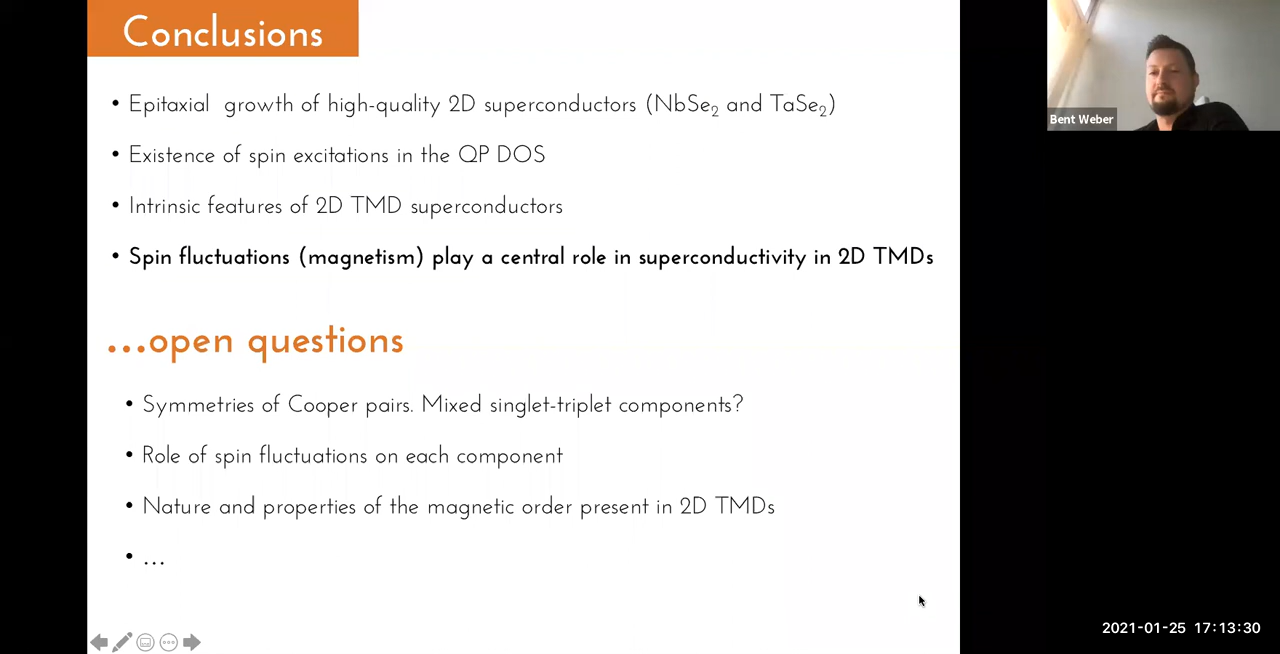 Conclusions
• Epitaxial growth of high-quality 2D superconductors (NbSe₂ and TaSe₂)
• Existence of spin excitations in the QP DOS
• Intrinsic features of 2D TMD superconductors
• Spin fluctuations (magnetism) play a central role in superconductivity in 2D TMDs
...open questions
• Symmetries of Cooper pairs. Mixed singlet-triplet components?
• Role of spin fluctuations on each component
• Nature and properties of the magnetic order present in 2D TMDs
• ...
Bent Weber
2021-01-25 17:13:30